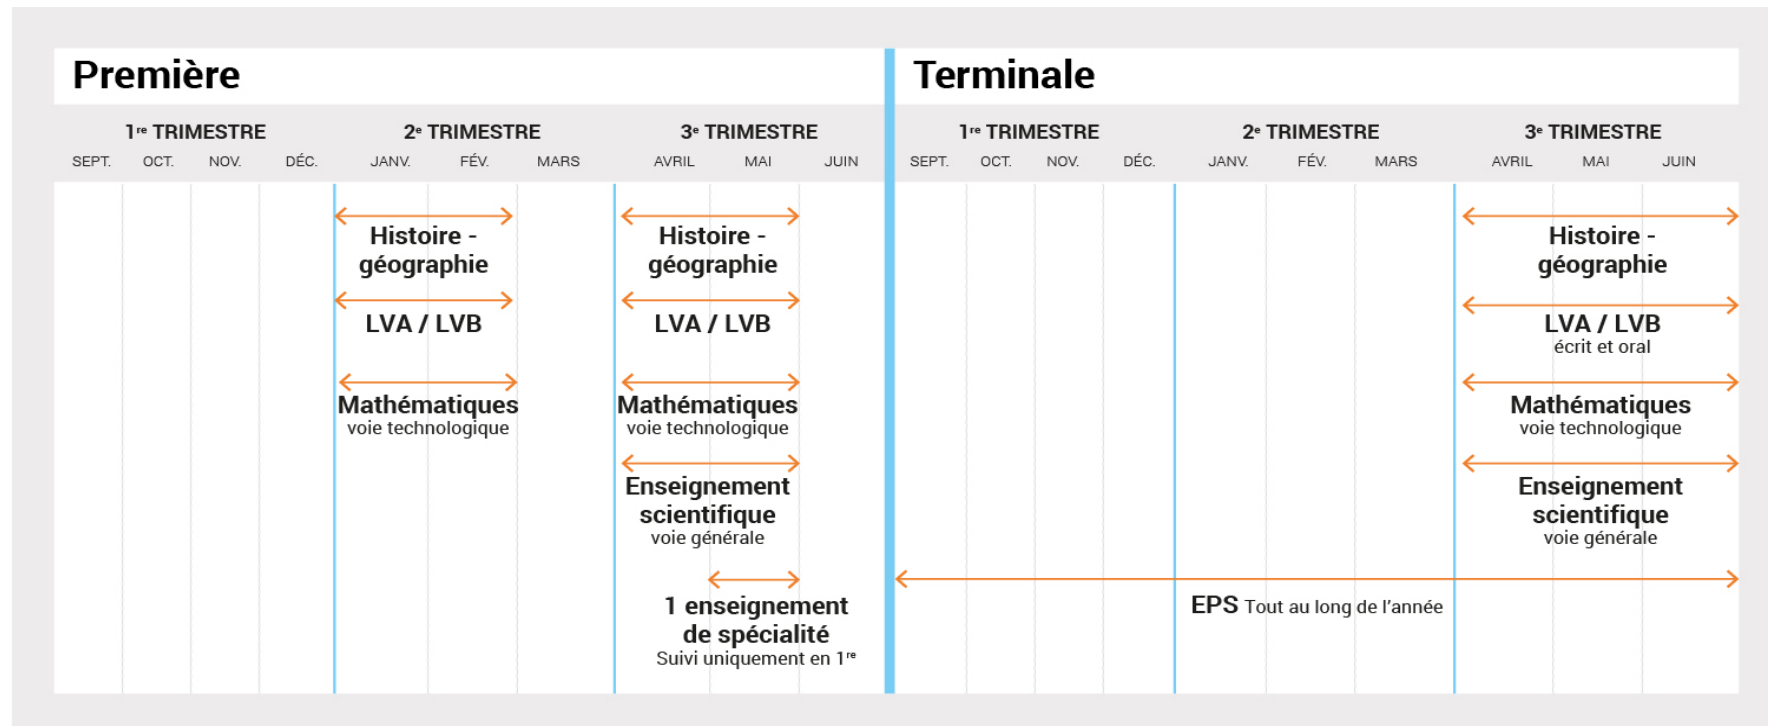 Première
Terminale
1re TRIMESTRE
2e TRIMESTRE
3e TRIMESTRE
1re TRIMESTRE
2e TRIMESTRE
3e TRIMESTRE
SEPT. OCT. NOV. DÉC. JANV. FÉV. MARS AVRIL MAI JUIN
SEPT. OCT. NOV. DÉC. JANV. FÉV. MARS AVRIL MAI JUIN
Histoire -
géographie
LVA / LVB
Mathématiques
voie technologique
Histoire -
géographie
LVA / LVB
Mathématiques
voie technologique
Enseignement
scientifique
voie générale
1 enseignement
de spécialité
Suivi uniquement en 1re
Histoire -
géographie
LVA / LVB
écrit et oral
Mathématiques
voie technologique
Enseignement
scientifique
voie générale
EPS Tout au long de l'année